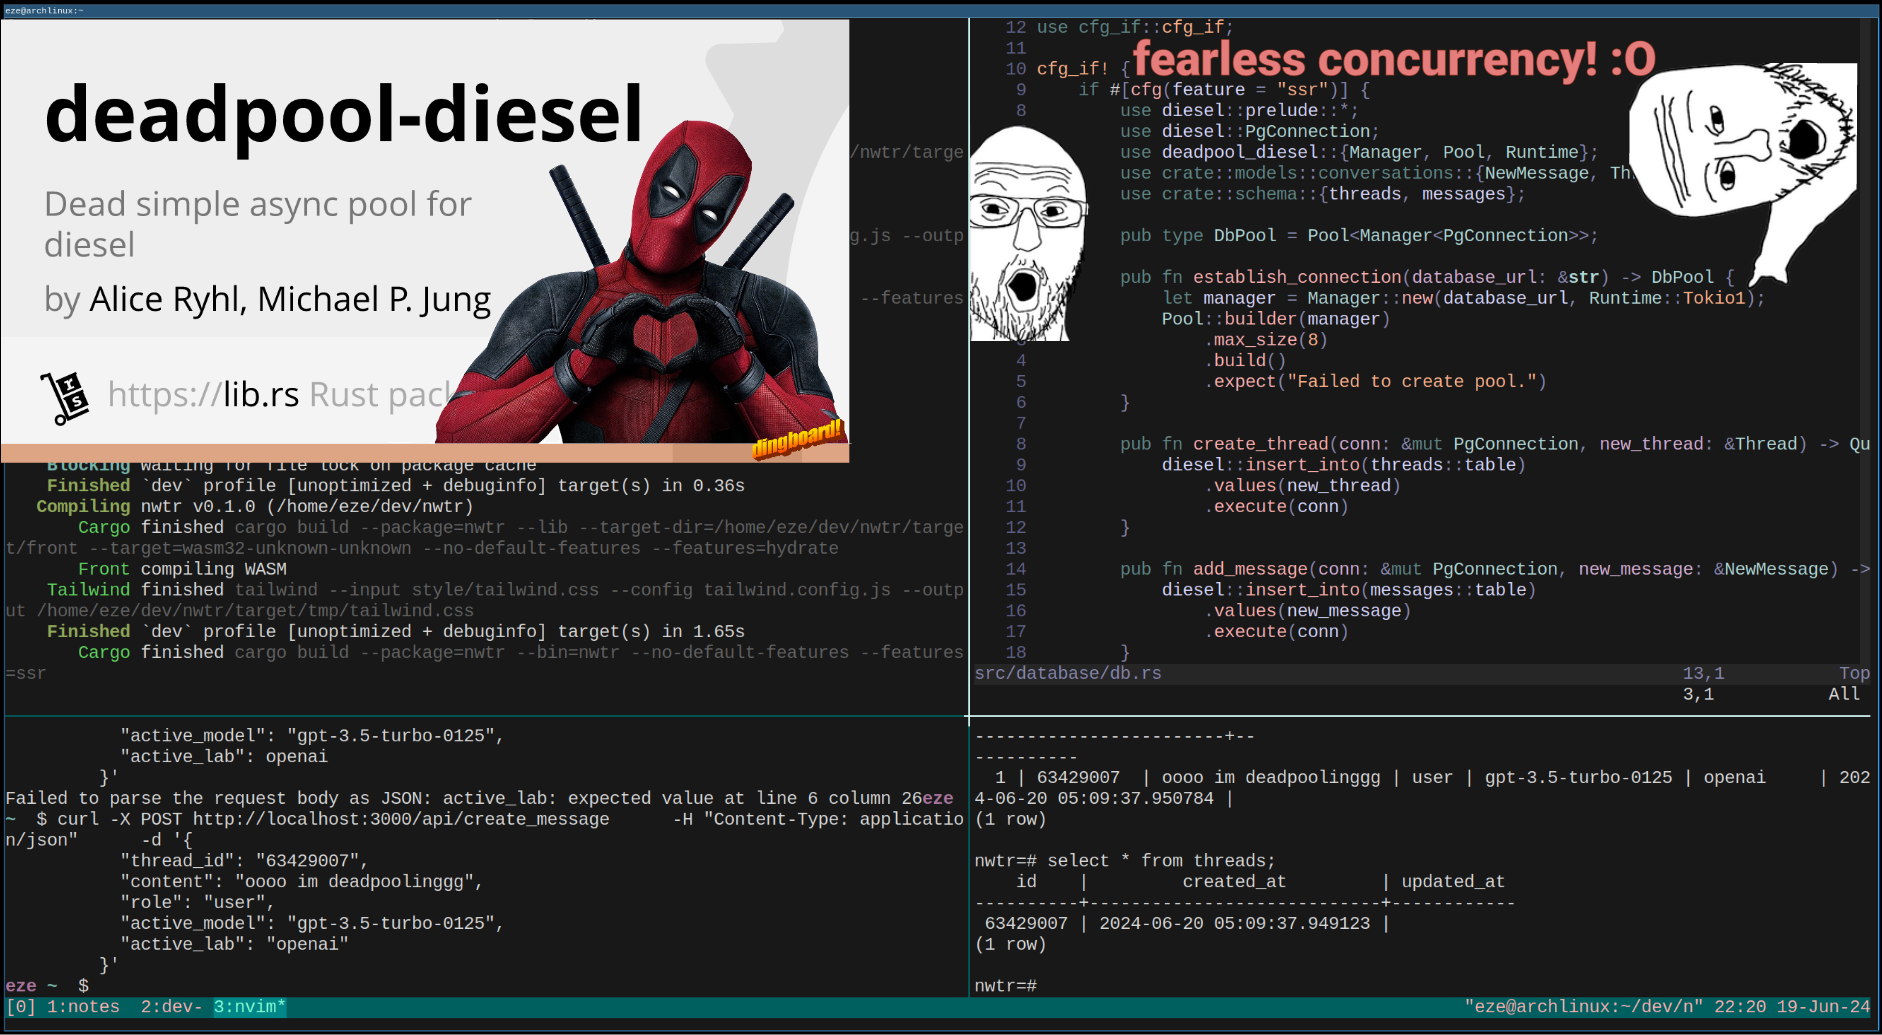 eze@archlinux:~
deadpool-diesel
Dead simple async pool for
diesel
by Alice Ryhl, Michael P. Jung
https://lib.rs Rust pac
dingboard!
/nwtr/targe
g.js --outp
--features
Blocking waiting for file lock on package cache
Finished `dev` profile [unoptimized + debuginfo] target(s) in 0.36s
Compiling nwtr v0.1.0 (/home/eze/dev/nwtr)
Cargo finished cargo build --package=nwtr --lib --target-dir=/home/eze/dev/nwtr/targe
t/front --target=wasm32-unknown-unknown --no-default-features --features=hydrate
Front compiling WASM
Tailwind finished tailwind --input style/tailwind.css --config tailwind.config.js --outp
ut /home/eze/dev/nwtr/target/tmp/tailwind.css
Finished `dev` profile [unoptimized + debuginfo] target(s) in 1.65s
Cargo finished cargo build --package=nwtr --bin=nwtr --no-default-features --features
=ssr
12 use cfg_if::cfg_if;
11
fearless concurrency! :O
10 cfg_if! {
9 if #[cfg(feature = "ssr")] {
8 use diesel::prelude::*;
use diesel::PgConnection;
use deadpool_diesel::{Manager, Pool, Runtime};
use crate::models::conversations::{NewMessage, Th
use crate::schema::{threads, messages};
pub type DbPool = Pool<Manager<PgConnection>>;
pub fn establish_connection(database_url: &str) -> DbPool {
let manager = Manager::new(database_url, Runtime::Tokio1);
Pool::builder(manager)
3 .max_size(8)
4 .build()
5 .expect("Failed to create pool.")
6 }
7
8 pub fn create_thread(conn: &mut PgConnection, new_thread: &Thread) -> Qu
9 diesel::insert_into(threads::table)
10 .values(new_thread)
11 .execute(conn)
12 }
13
14 pub fn add_message(conn: &mut PgConnection, new_message: &NewMessage) ->
15 diesel::insert_into(messages::table)
16 .values(new_message)
17 .execute(conn)
18 }
src/database/db.rs 13,1 Top
3,1 All
"active_model": "gpt-3.5-turbo-0125",
"active_lab": openai
}'
Failed to parse the request body as JSON: active_lab: expected value at line 6 column 26eze
~ $ curl -X POST http://localhost:3000/api/create_message -H "Content-Type: applicatio
n/json" -d '{
"thread_id": "63429007",
"content": "oooo im deadpoolinggg",
"role": "user",
"active_model": "gpt-3.5-turbo-0125",
"active_lab": "openai"
}'
eze ~ $
------------------------+--
----------
1 | 63429007 | oooo im deadpoolinggg | user | gpt-3.5-turbo-0125 | openai | 202
4-06-20 05:09:37.950784 |
(1 row)
nwtr=# select * from threads;
id | created_at | updated_at
----------+----------------------------+------------
63429007 | 2024-06-20 05:09:37.949123 |
(1 row)
nwtr=#
[0] 1:notes 2:dev- 3:nvim* "eze@archlinux:~/dev/n" 22:20 19-Jun-24